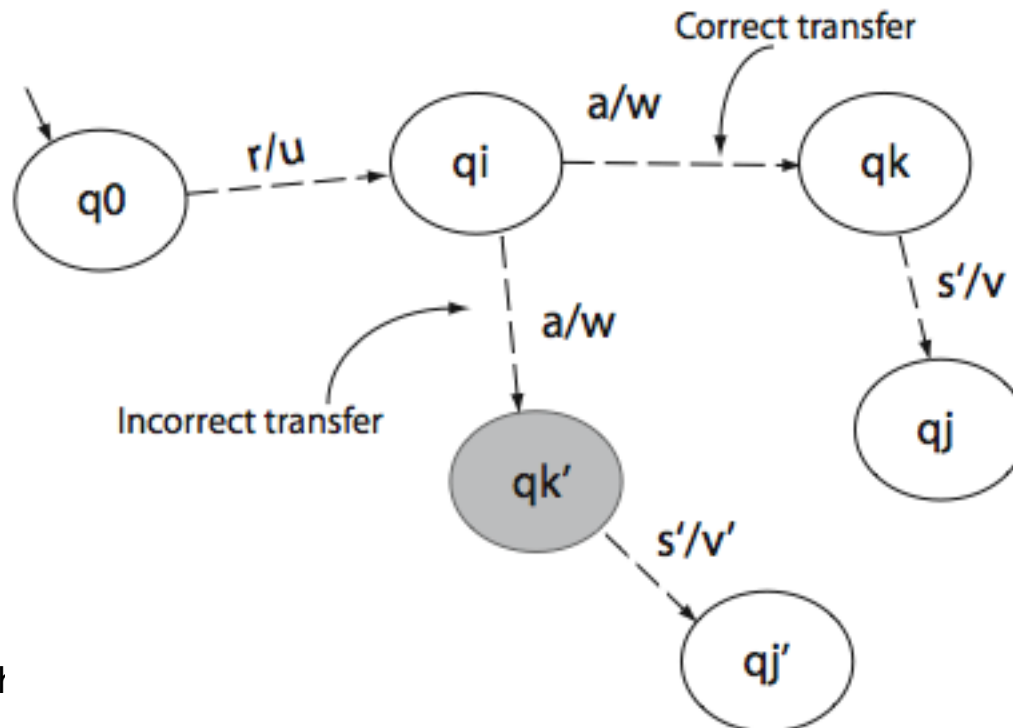 Correct transfer
a/w
r/u
q0
qi
qk
s'/v
a/w
Incorrect transfer
qj
qk'
s'/v'
qj'